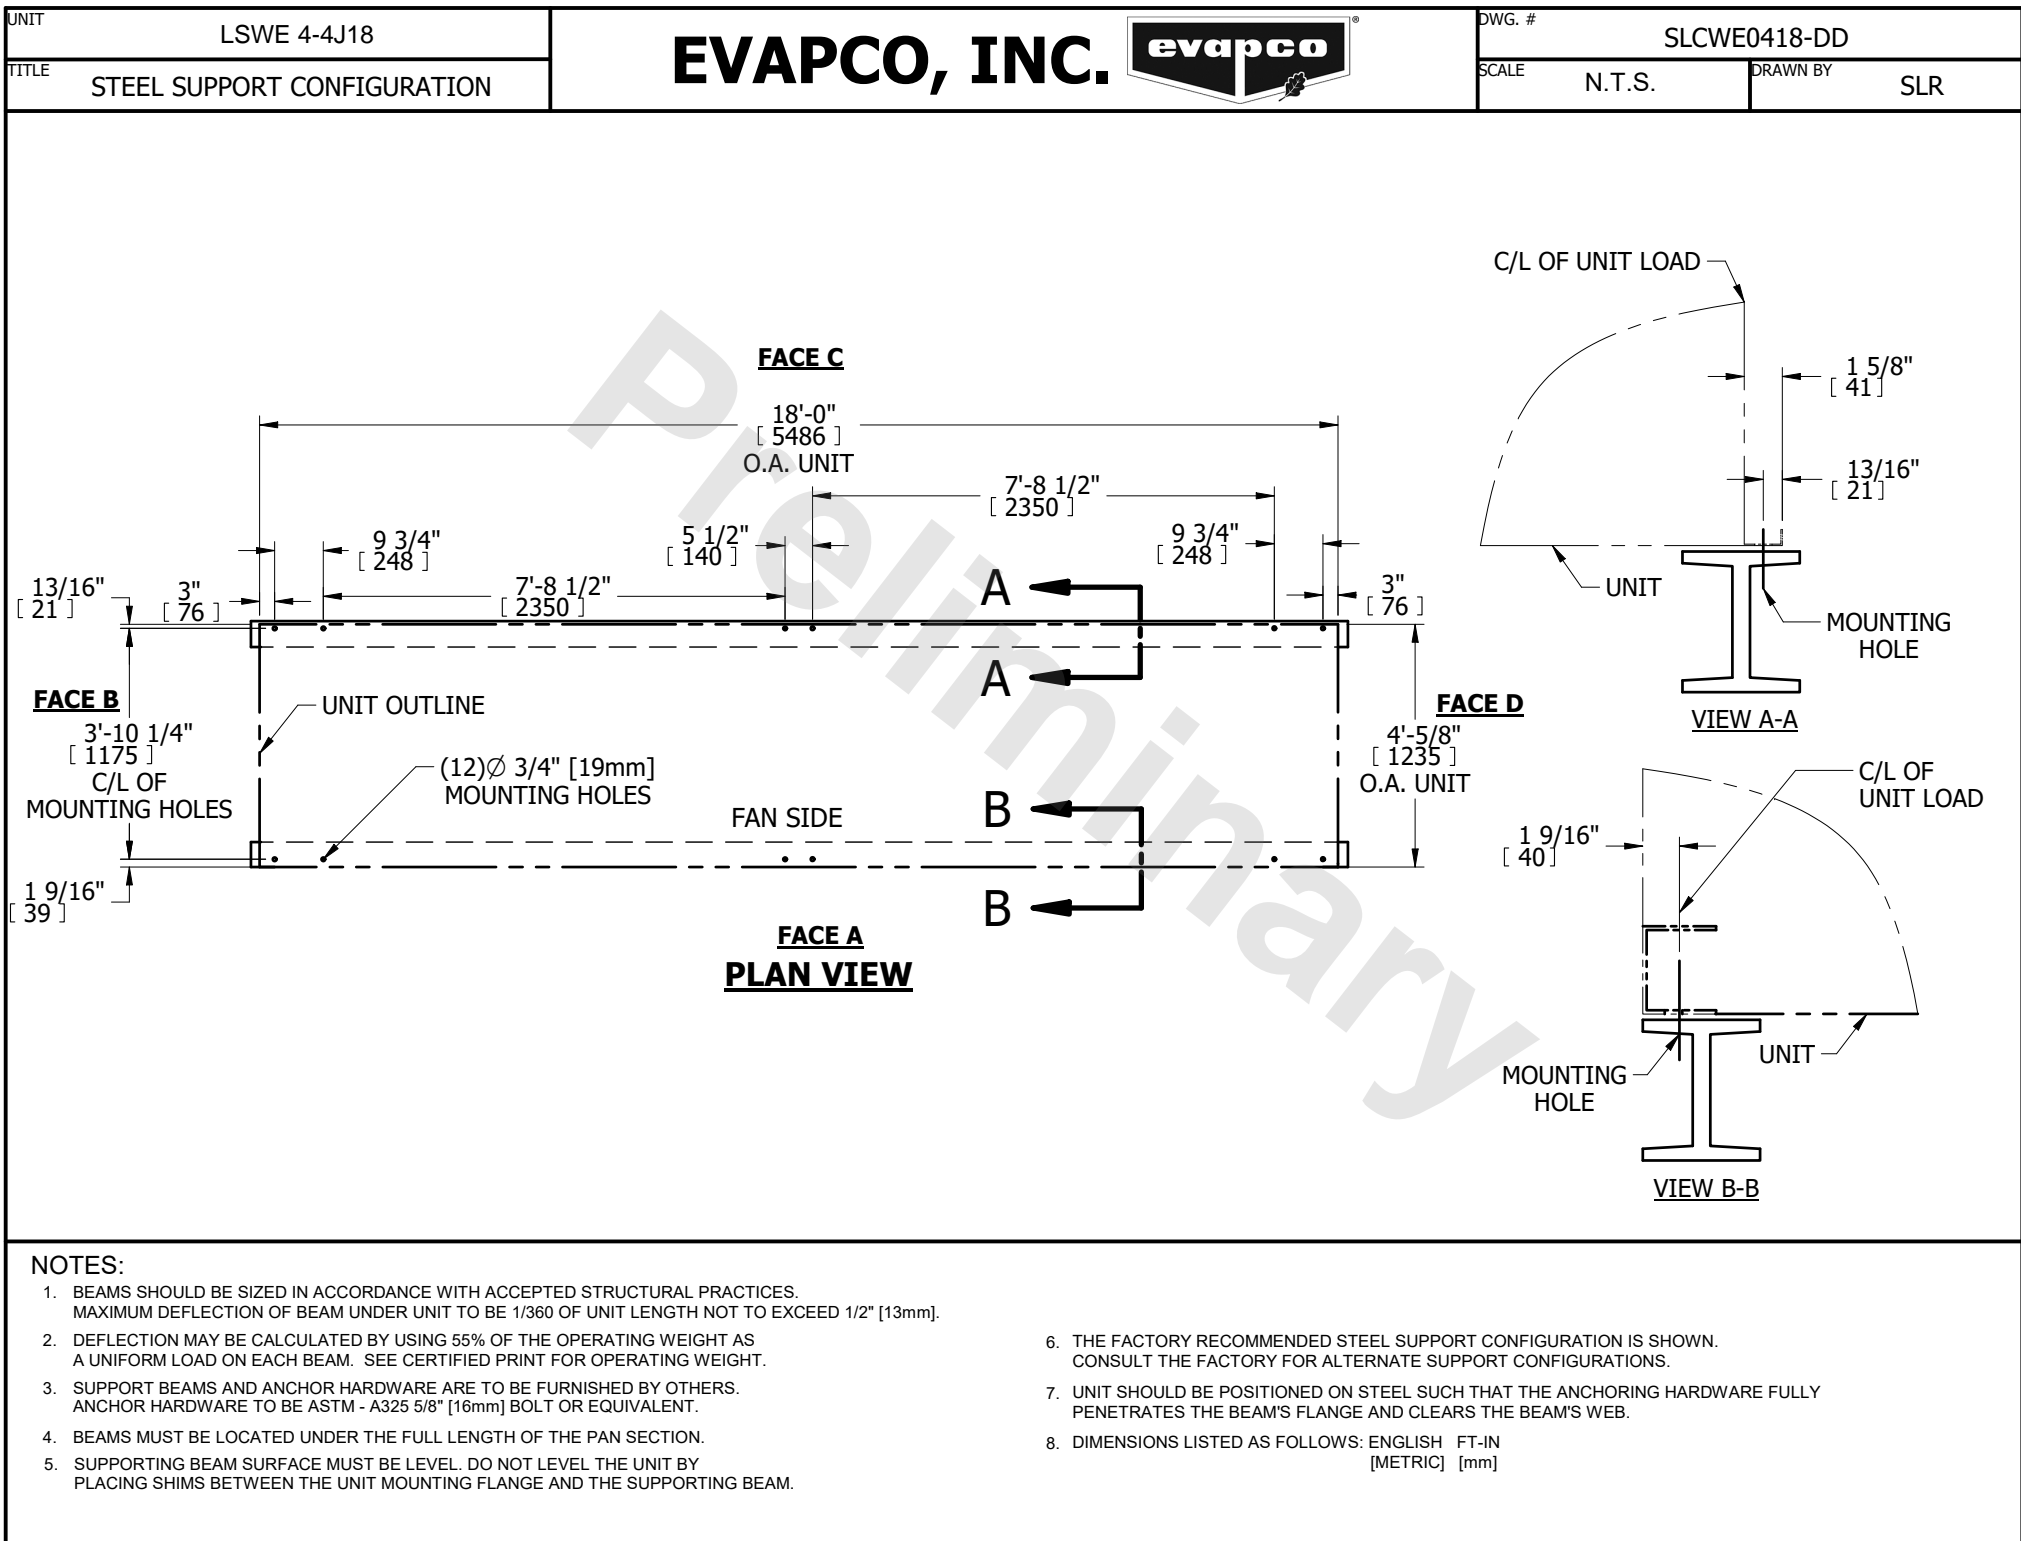 UNIT
LSWE 4-4J18
TITLE
STEEL SUPPORT CONFIGURATION
EVAPCO, INC.
evapco
®
DWG. #
SLCWE0418-DD
SCALE
N.T.S.
DRAWN BY
SLR
Preliminary
FACE C
18'-0"
[ 5486 ]
O.A. UNIT
7'-8 1/2"
[ 2350 ]
9 3/4"
[ 248 ]
5 1/2"
[ 140 ]
9 3/4"
[ 248 ]
13/16"
[ 21 ]
3"
[ 76 ]
7'-8 1/2"
[ 2350 ]
3"
[ 76 ]
A
A
FACE B
UNIT OUTLINE
3'-10 1/4"
[ 1175 ]
C/L OF
MOUNTING HOLES
(12)∅ 3/4" [19mm]
MOUNTING HOLES
FAN SIDE
B
B
FACE D
4'-5/8"
[ 1235 ]
O.A. UNIT
1 9/16"
[ 39 ]
FACE A
PLAN VIEW
C/L OF UNIT LOAD
1 5/8"
[ 41 ]
13/16"
[ 21 ]
UNIT
MOUNTING
HOLE
VIEW A-A
C/L OF
UNIT LOAD
1 9/16"
[ 40 ]
UNIT
MOUNTING
HOLE
VIEW B-B
NOTES:
1. BEAMS SHOULD BE SIZED IN ACCORDANCE WITH ACCEPTED STRUCTURAL PRACTICES.
MAXIMUM DEFLECTION OF BEAM UNDER UNIT TO BE 1/360 OF UNIT LENGTH NOT TO EXCEED 1/2" [13mm].
2. DEFLECTION MAY BE CALCULATED BY USING 55% OF THE OPERATING WEIGHT AS
A UNIFORM LOAD ON EACH BEAM. SEE CERTIFIED PRINT FOR OPERATING WEIGHT.
3. SUPPORT BEAMS AND ANCHOR HARDWARE ARE TO BE FURNISHED BY OTHERS.
ANCHOR HARDWARE TO BE ASTM - A325 5/8" [16mm] BOLT OR EQUIVALENT.
4. BEAMS MUST BE LOCATED UNDER THE FULL LENGTH OF THE PAN SECTION.
5. SUPPORTING BEAM SURFACE MUST BE LEVEL. DO NOT LEVEL THE UNIT BY
PLACING SHIMS BETWEEN THE UNIT MOUNTING FLANGE AND THE SUPPORTING BEAM.
6. THE FACTORY RECOMMENDED STEEL SUPPORT CONFIGURATION IS SHOWN.
CONSULT THE FACTORY FOR ALTERNATE SUPPORT CONFIGURATIONS.
7. UNIT SHOULD BE POSITIONED ON STEEL SUCH THAT THE ANCHORING HARDWARE FULLY
PENETRATES THE BEAM'S FLANGE AND CLEARS THE BEAM'S WEB.
8. DIMENSIONS LISTED AS FOLLOWS: ENGLISH FT-IN
[METRIC] [mm]